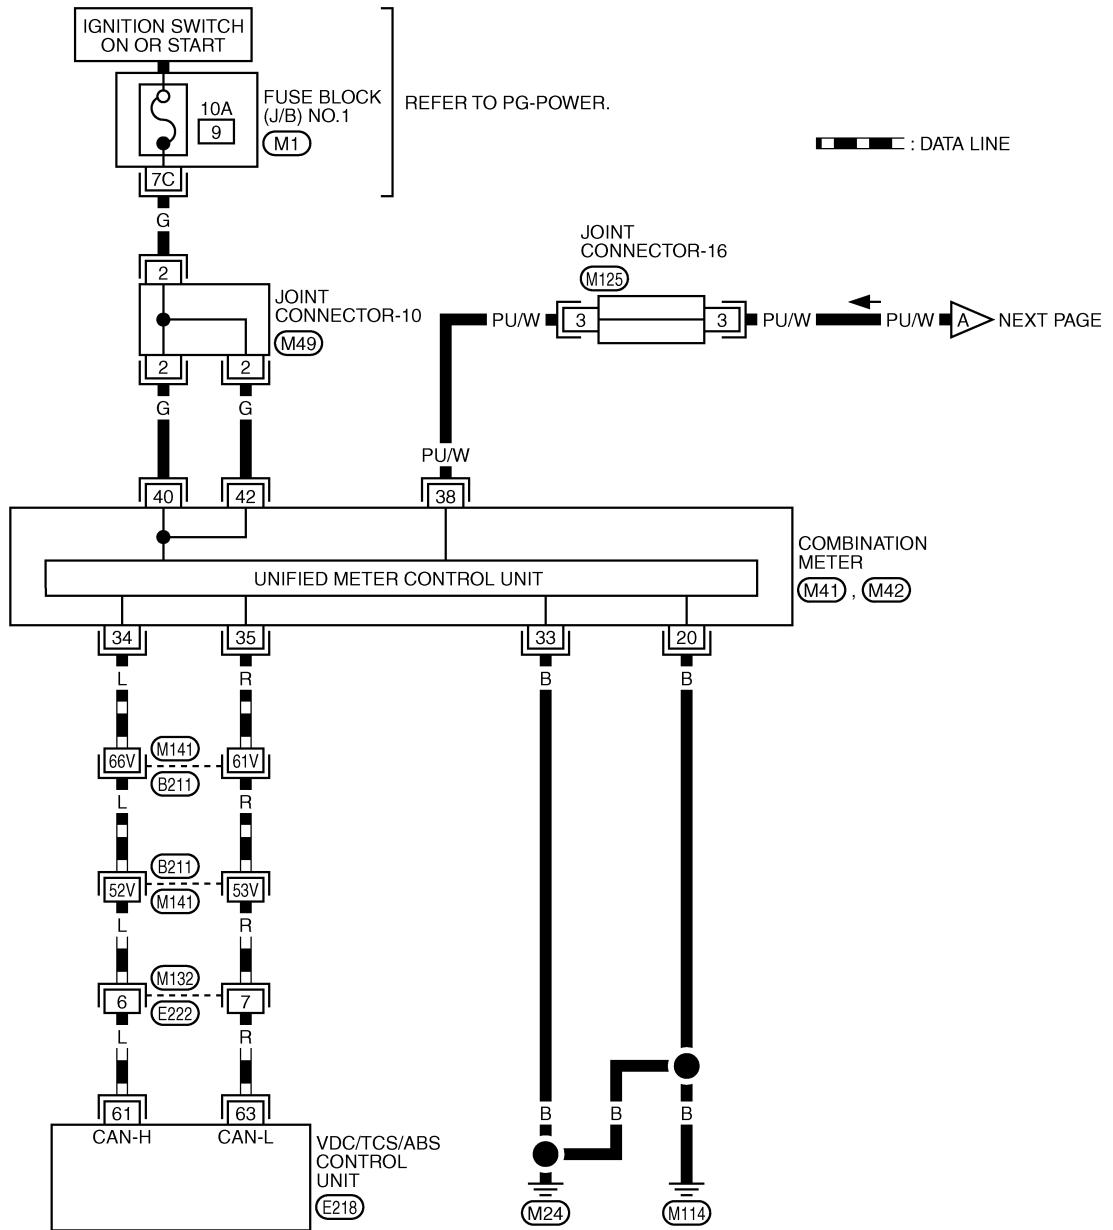 IGNITION SWITCH
ON OR START
10A
9
FUSE BLOCK
(J/B) NO.1
M1
REFER TO PG-POWER.
: DATA LINE
7C
G
2
JOINT
CONNECTOR-10
M49
2
2
G
G
JOINT
CONNECTOR-16
M125
PU/W
3
3
PU/W
PU/W
A
NEXT PAGE
PU/W
40
42
38
UNIFIED METER CONTROL UNIT
COMBINATION
METER
M41 , M42
34
35
33
20
L
R
B
B
66V
M141
B211
61V
L
R
52V
B211
M141
53V
L
R
6
M132
E222
7
L
R
61
63
CAN-H
CAN-L
VDC/TCS/ABS
CONTROL
UNIT
E218
B
B
B
M24
M114